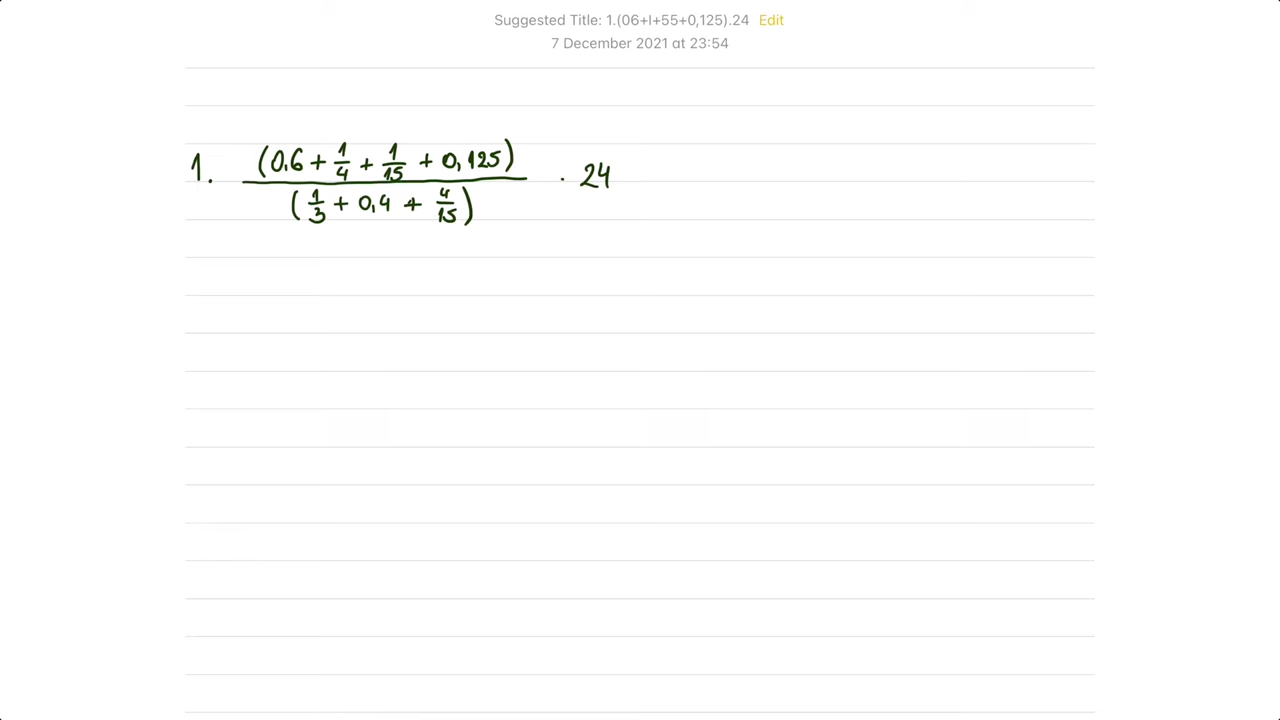 Suggested Title: 1.(06+l+55+0,125).24 Edit
7 December 2021 at 23:54
1. (0,6 + 1/4 + 1/15 + 0,125) / (1/3 + 0,4 + 4/15) · 24